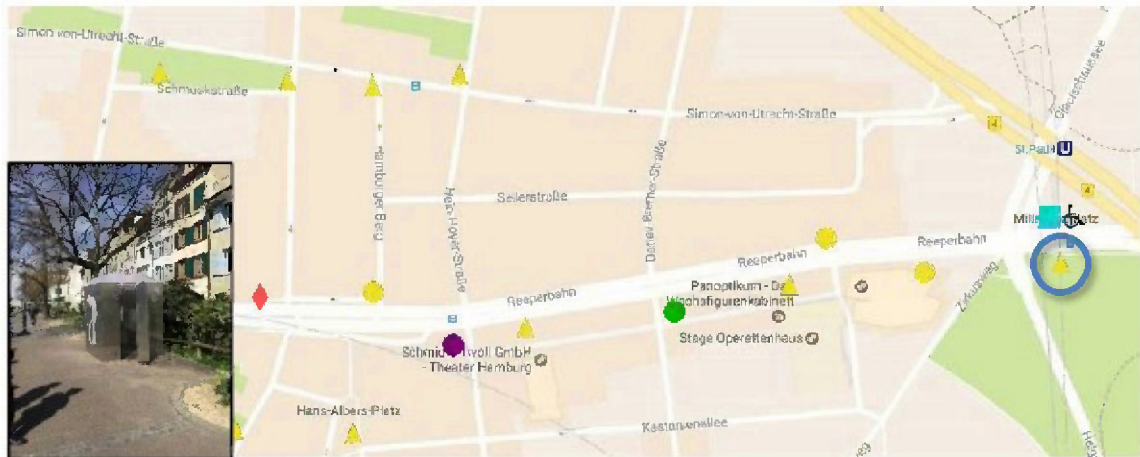 Simon-von-Utrecht-Straße
Schmuckstraße
Simon-von-Utrecht-Straße
Glacischaussee
St. Pauli
U
4
4
Hamburger Berg
Hein-Hoyer-Straße
Detlev-Bremer-Straße
Seilerstraße
Reeperbahn
Reeperbahn
Reeperbahn
Zirkusweg
Panoptikum - Das
Wachsfigurenkabinett
Stage Operettenhaus
Schmidts Tivoli GmbH
- Theater Hamburg
Hans-Albers-Platz
Kastanienallee